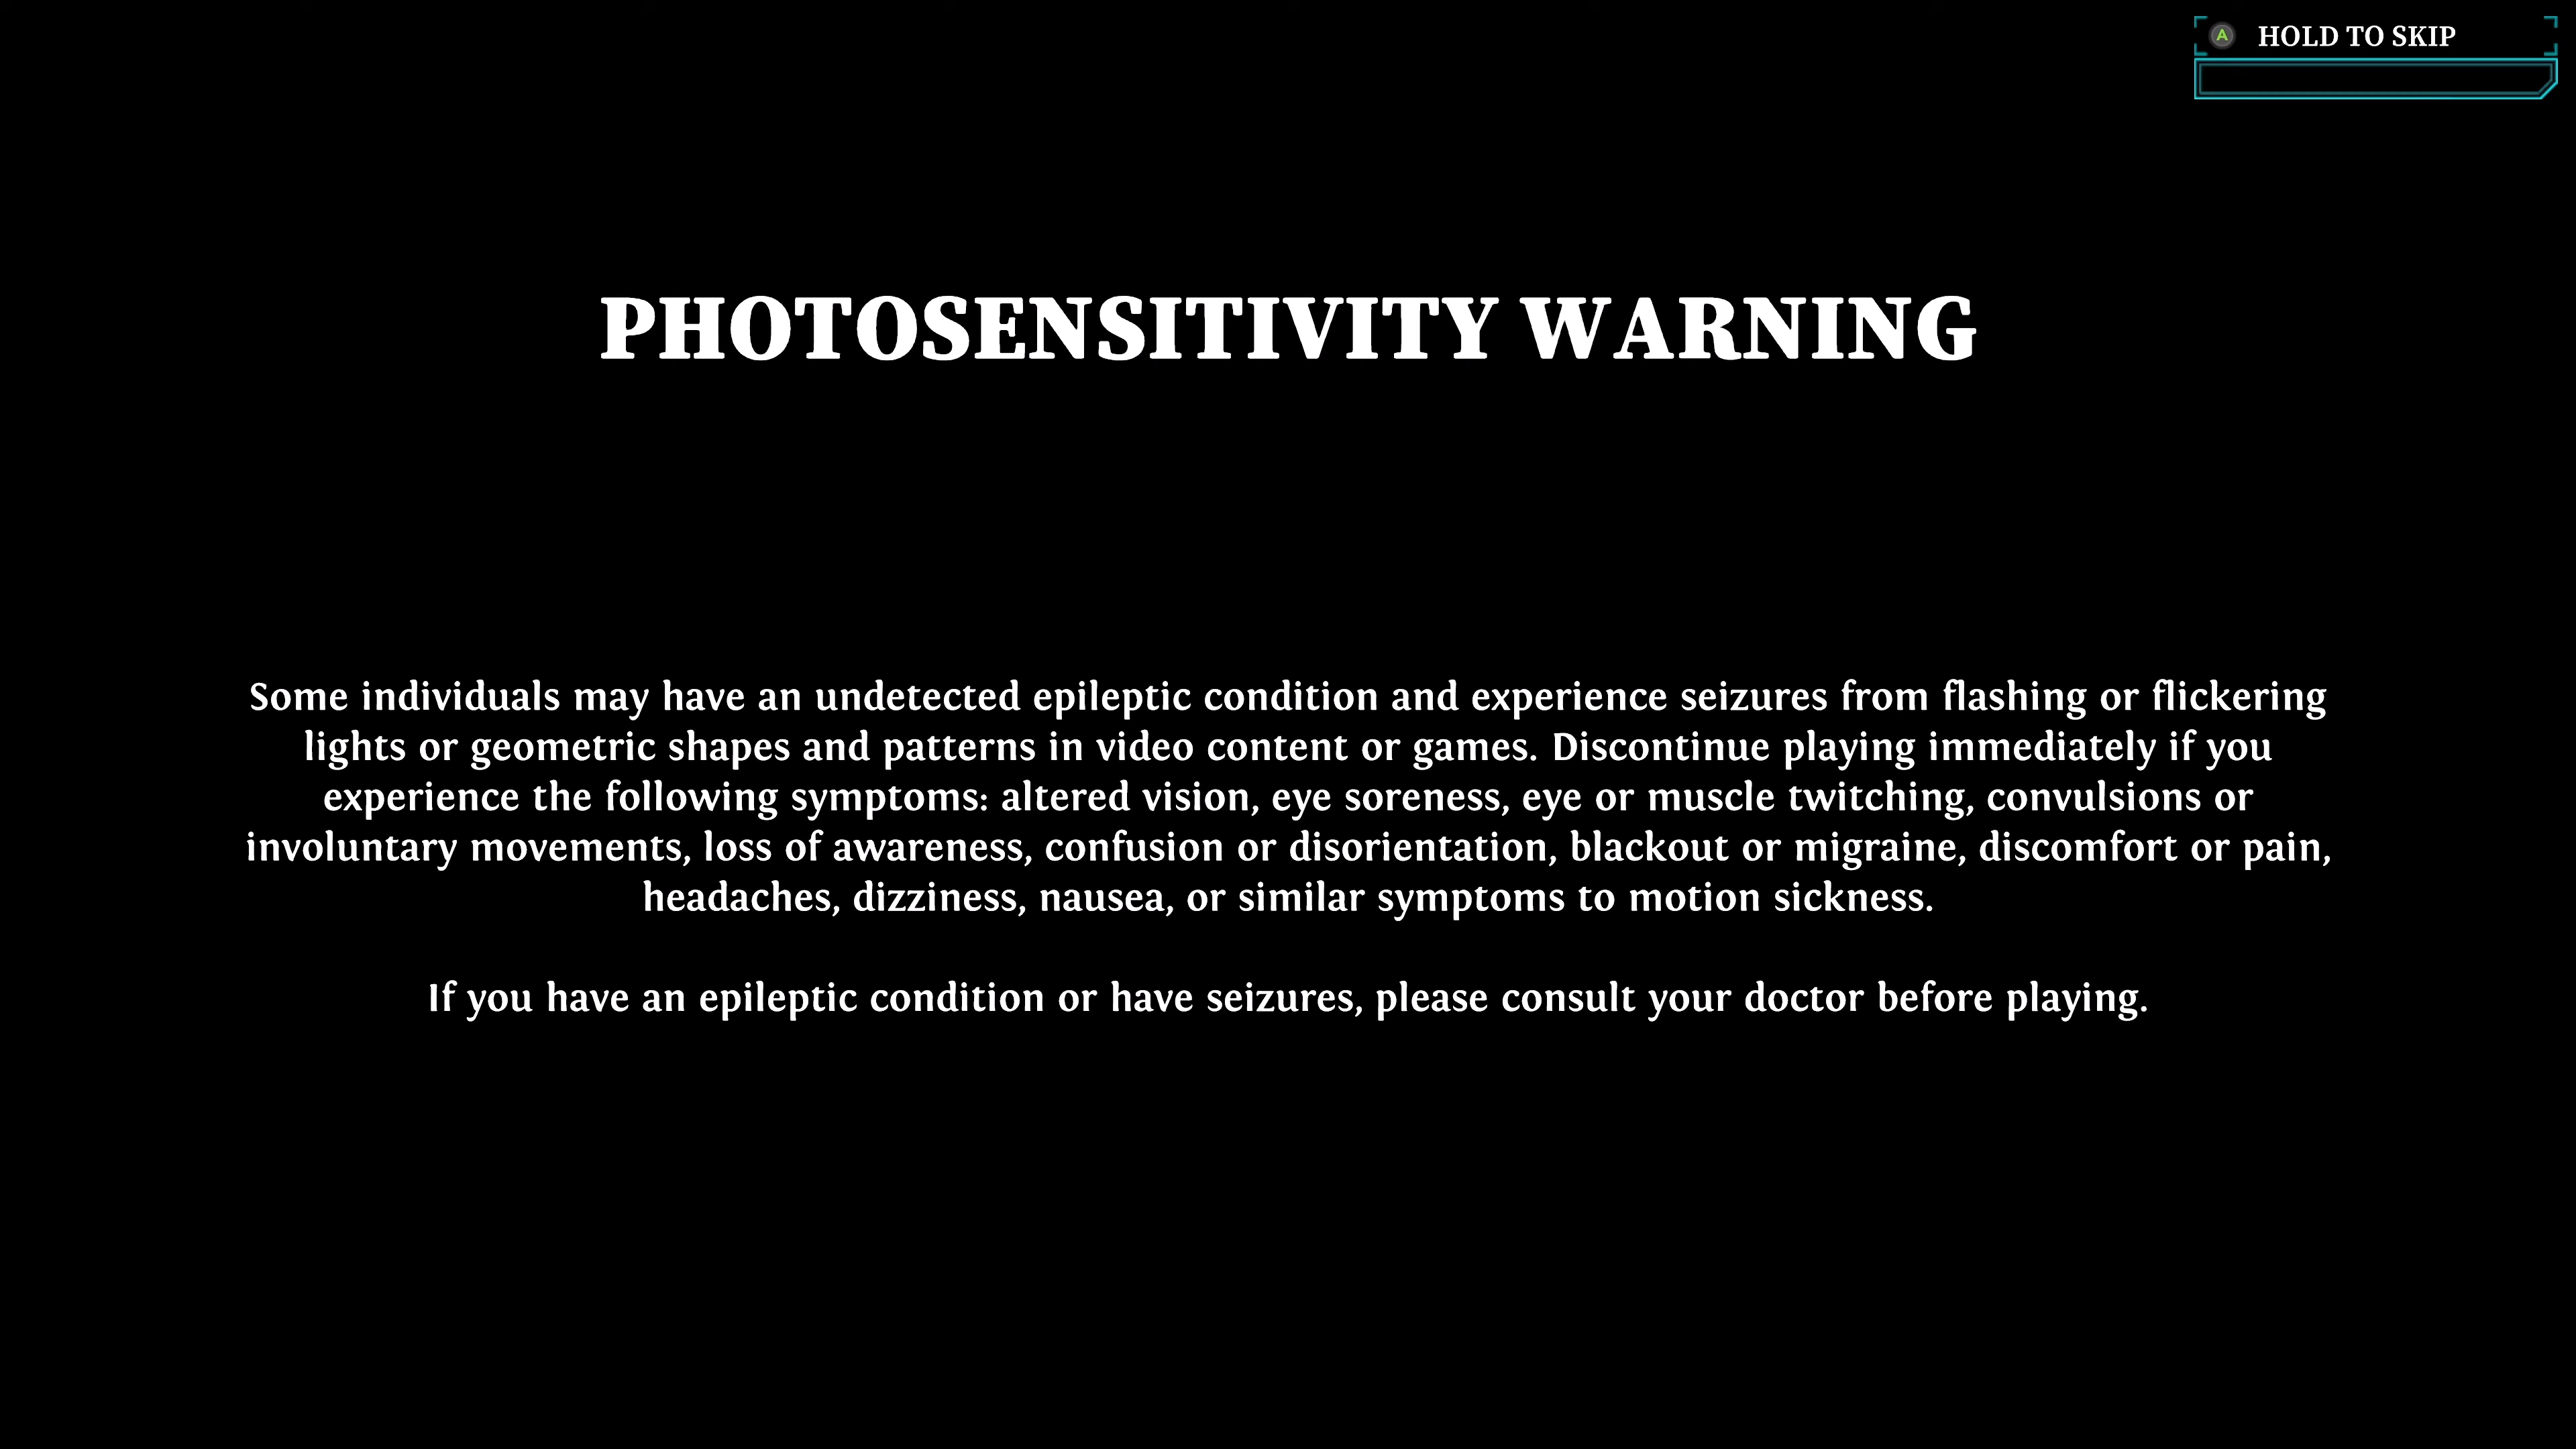 A HOLD TO SKIP
PHOTOSENSITIVITY WARNING
Some individuals may have an undetected epileptic condition and experience seizures from flashing or flickering
lights or geometric shapes and patterns in video content or games. Discontinue playing immediately if you
experience the following symptoms: altered vision, eye soreness, eye or muscle twitching, convulsions or
involuntary movements, loss of awareness, confusion or disorientation, blackout or migraine, discomfort or pain,
headaches, dizziness, nausea, or similar symptoms to motion sickness.
If you have an epileptic condition or have seizures, please consult your doctor before playing.